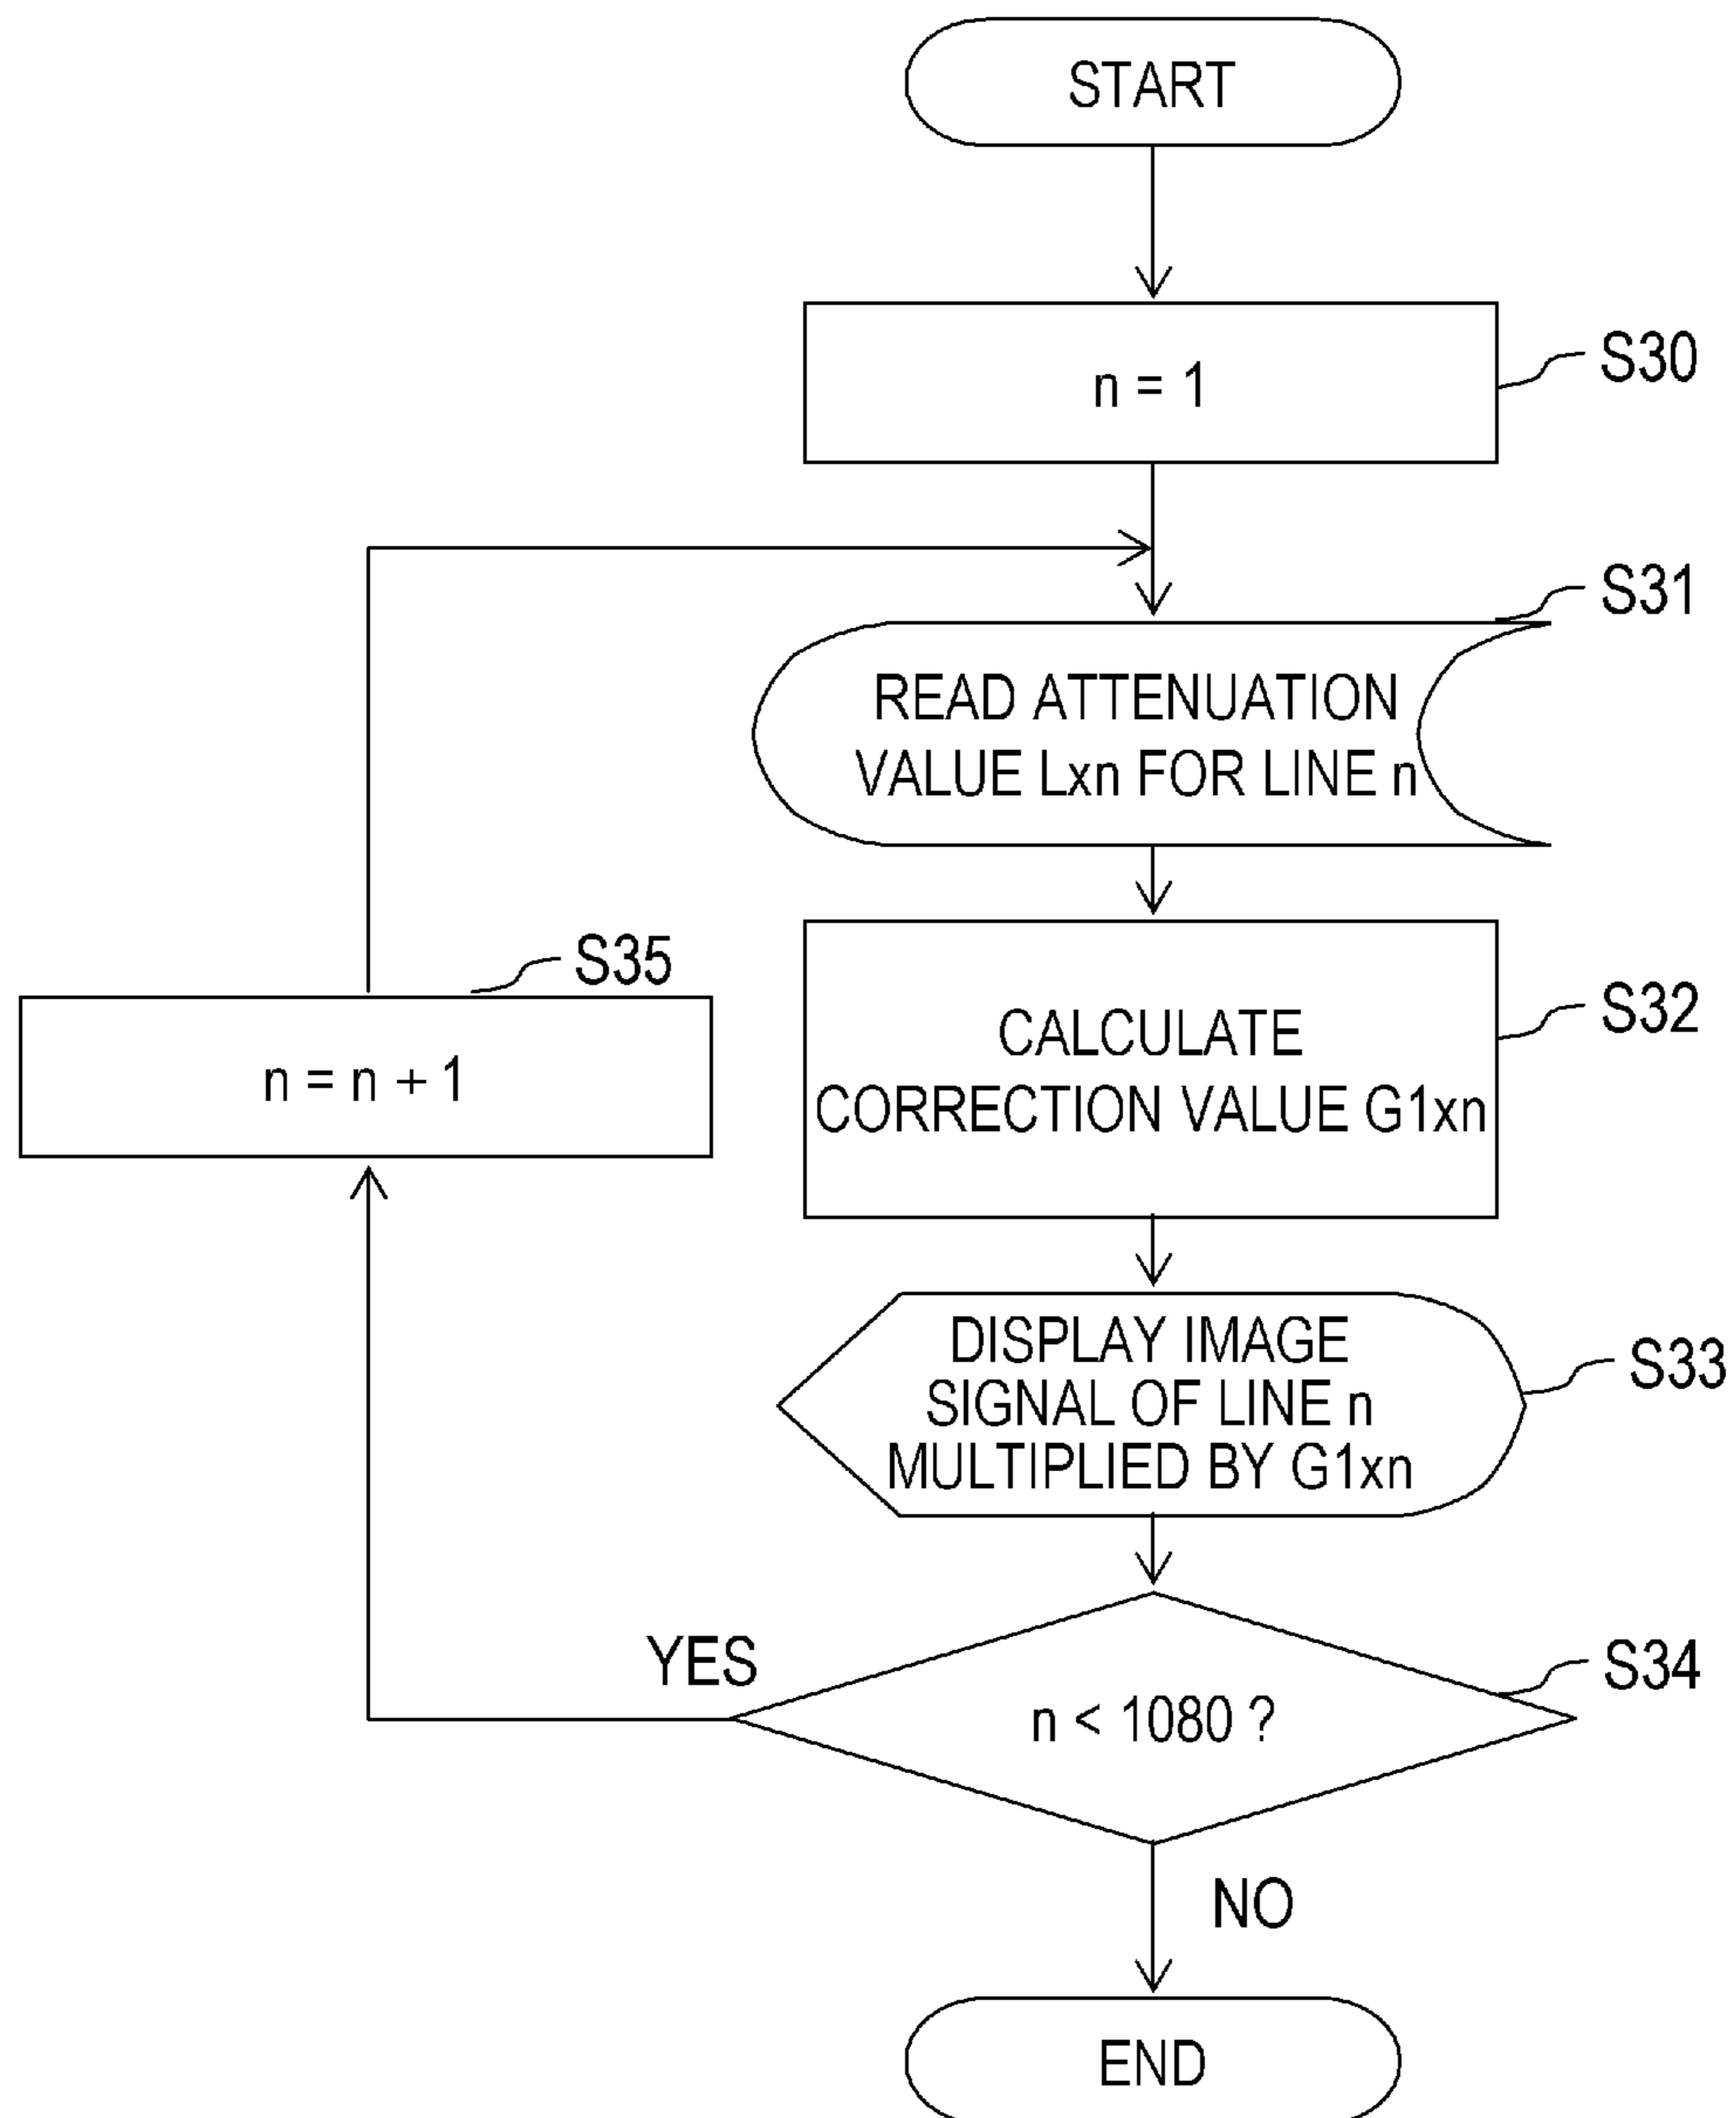 START
n = 1
S30
S31
READ ATTENUATION
VALUE Lxn FOR LINE n
S35
n = n + 1
S32
CALCULATE
CORRECTION VALUE G1xn
DISPLAY IMAGE
SIGNAL OF LINE n
MULTIPLIED BY G1xn
S33
YES
S34
n < 1080 ?
NO
END